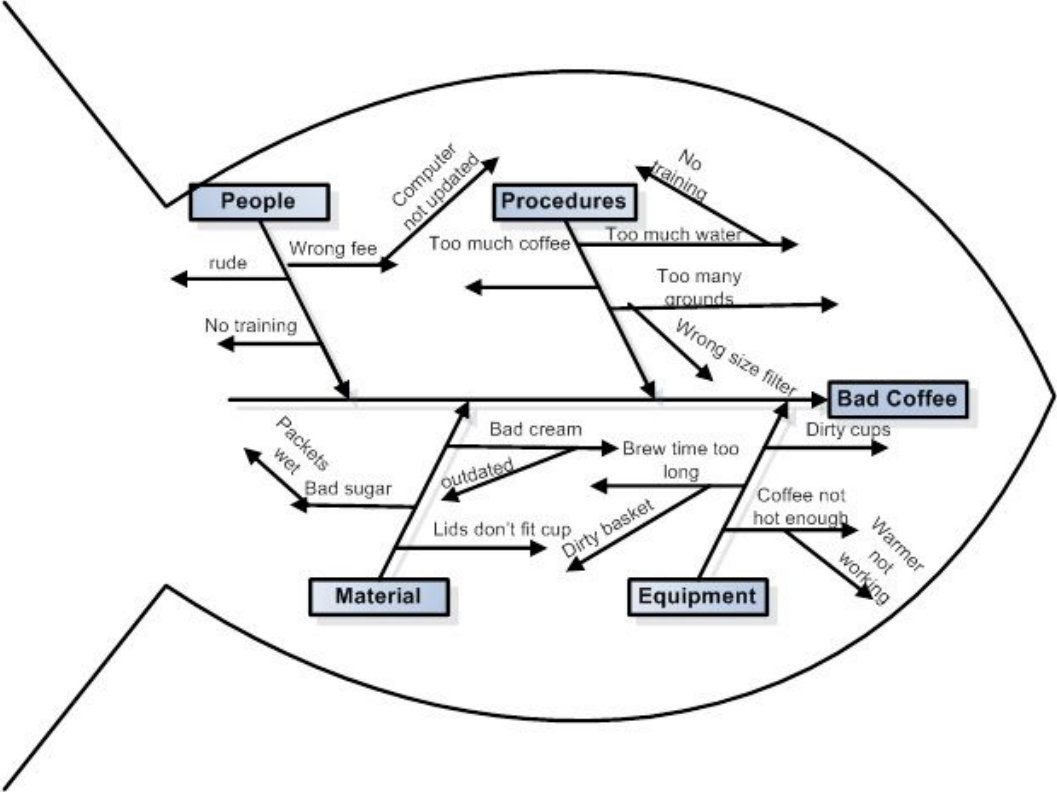 People
Procedures
Computer
not updated
No
training
Wrong fee
Too much coffee
Too much water
rude
Too many
grounds
No training
Wrong size filter
Bad Coffee
Packets
wet
Bad cream
Brew time too
long
Dirty cups
outdated
Bad sugar
Coffee not
hot enough
Lids don't fit cup
Dirty basket
Warmer
not
working
Material
Equipment